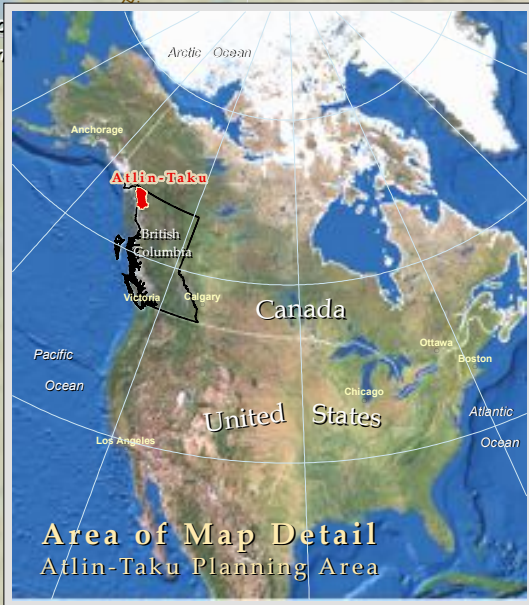 Arctic Ocean
Anchorage
Atlin-Taku
British
Columbia
Victoria
Calgary
Canada
Pacific
Ocean
Ottawa
Boston
Chicago
United States
Atlantic
Ocean
Los Angeles
Area of Map Detail
Atlin-Taku Planning Area